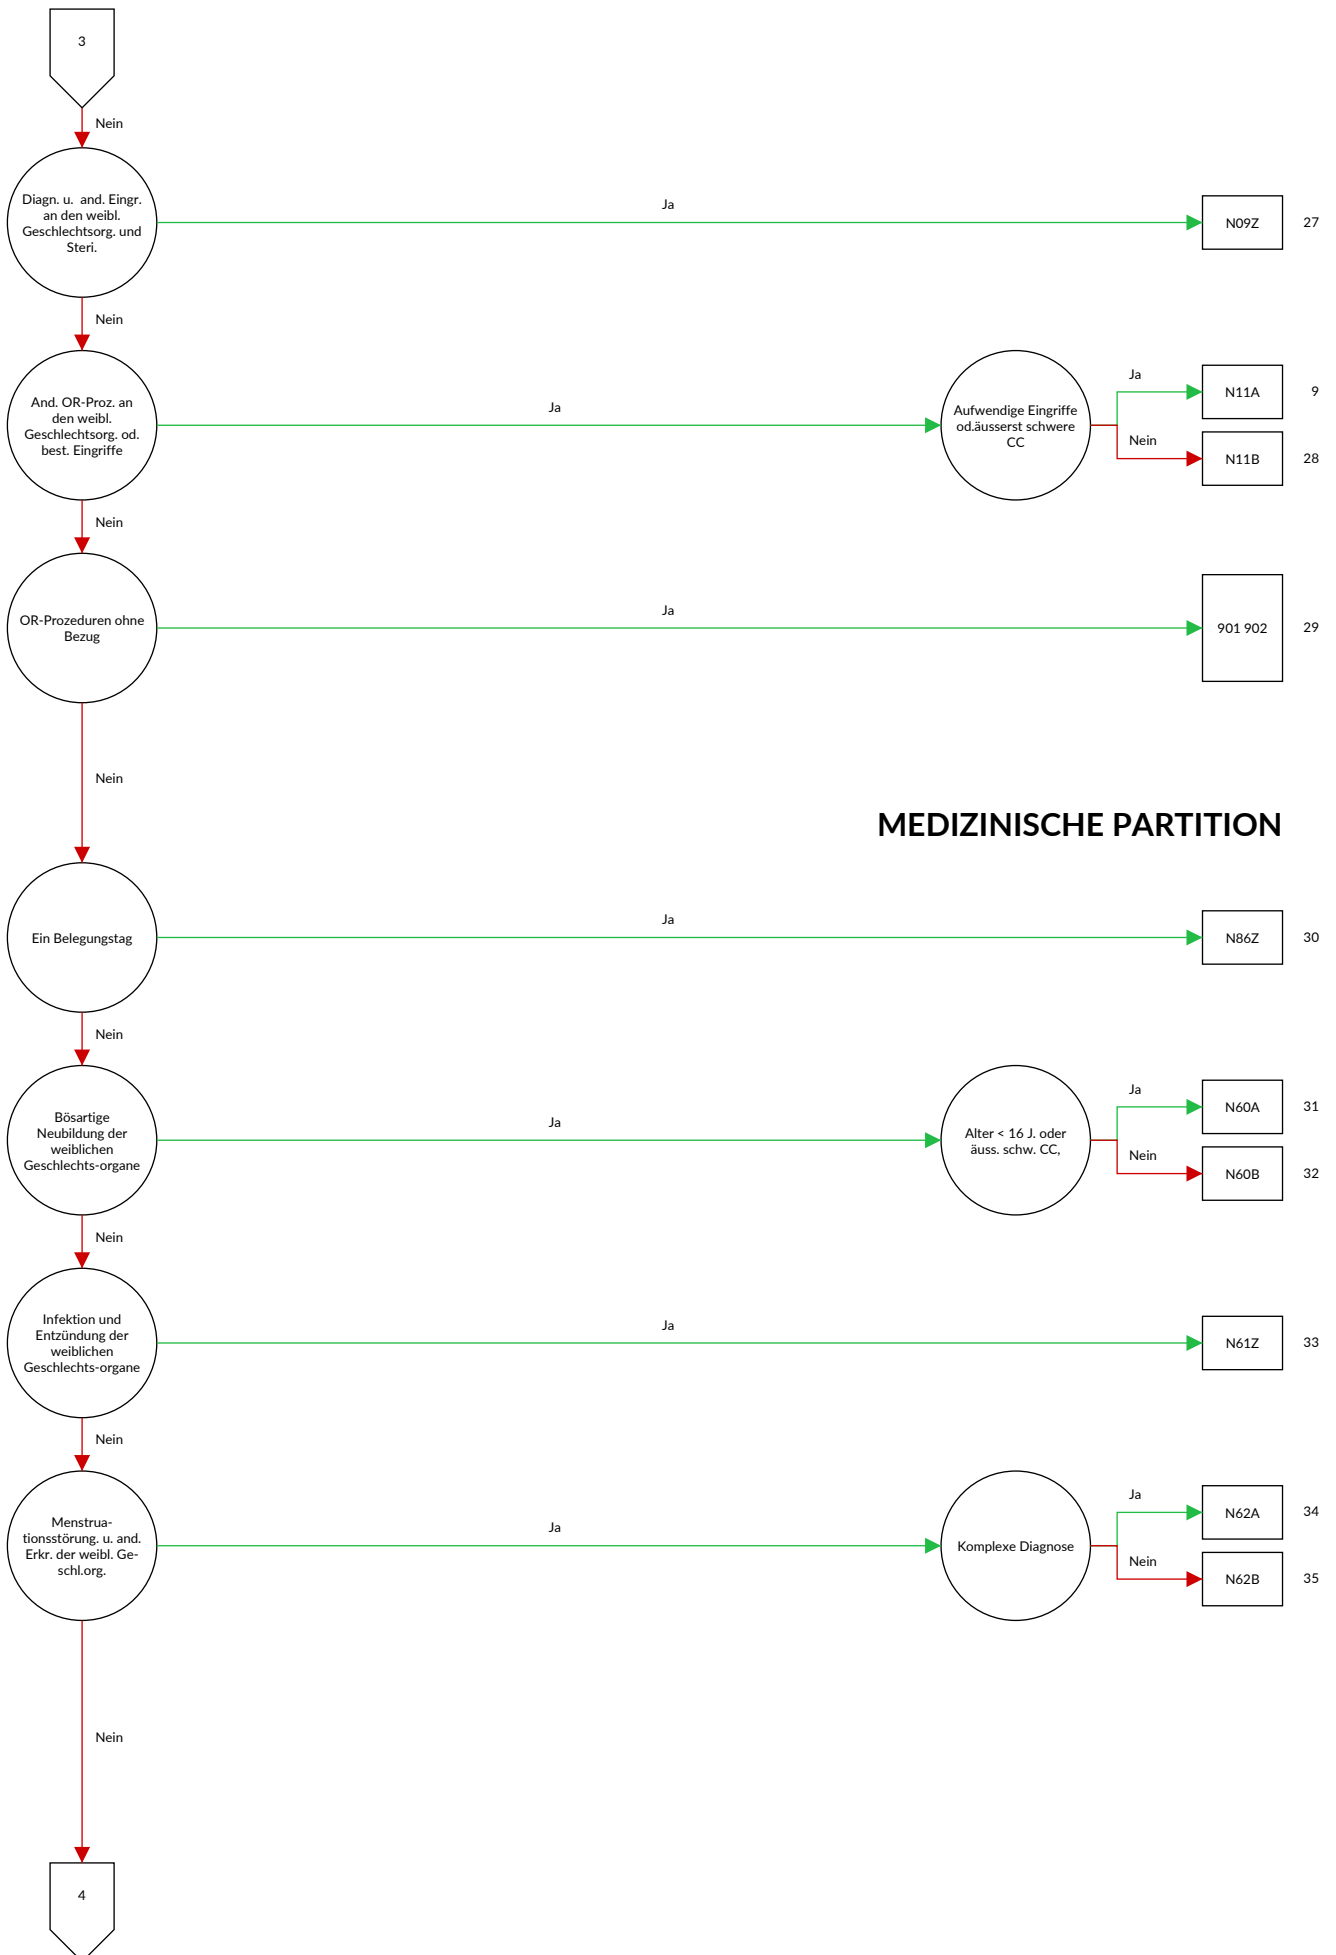 3
Nein
Diagn. u. and. Eingr.
an den weibl.
Geschlechtsorg. und
Steri.
Ja
N09Z
27
Nein
And. OR-Proz. an
den weibl.
Geschlechtsorg. od.
best. Eingriffe
Ja
Aufwendige Eingriffe
od.äusserst schwere
CC
Ja
N11A
9
Nein
N11B
28
Nein
OR-Prozeduren ohne
Bezug
Ja
901 902
29
Nein
MEDIZINISCHE PARTITION
Ein Belegungstag
Ja
N86Z
30
Nein
Bösartige
Neubildung der
weiblichen
Geschlechts-organe
Ja
Alter < 16 J. oder
äuss. schw. CC,
Ja
N60A
31
Nein
N60B
32
Nein
Infektion und
Entzündung der
weiblichen
Geschlechts-organe
Ja
N61Z
33
Nein
Menstrua-
tionsstörung. u. and.
Erkr. der weibl. Ge-
schl.org.
Ja
Komplexe Diagnose
Ja
N62A
34
Nein
N62B
35
Nein
4